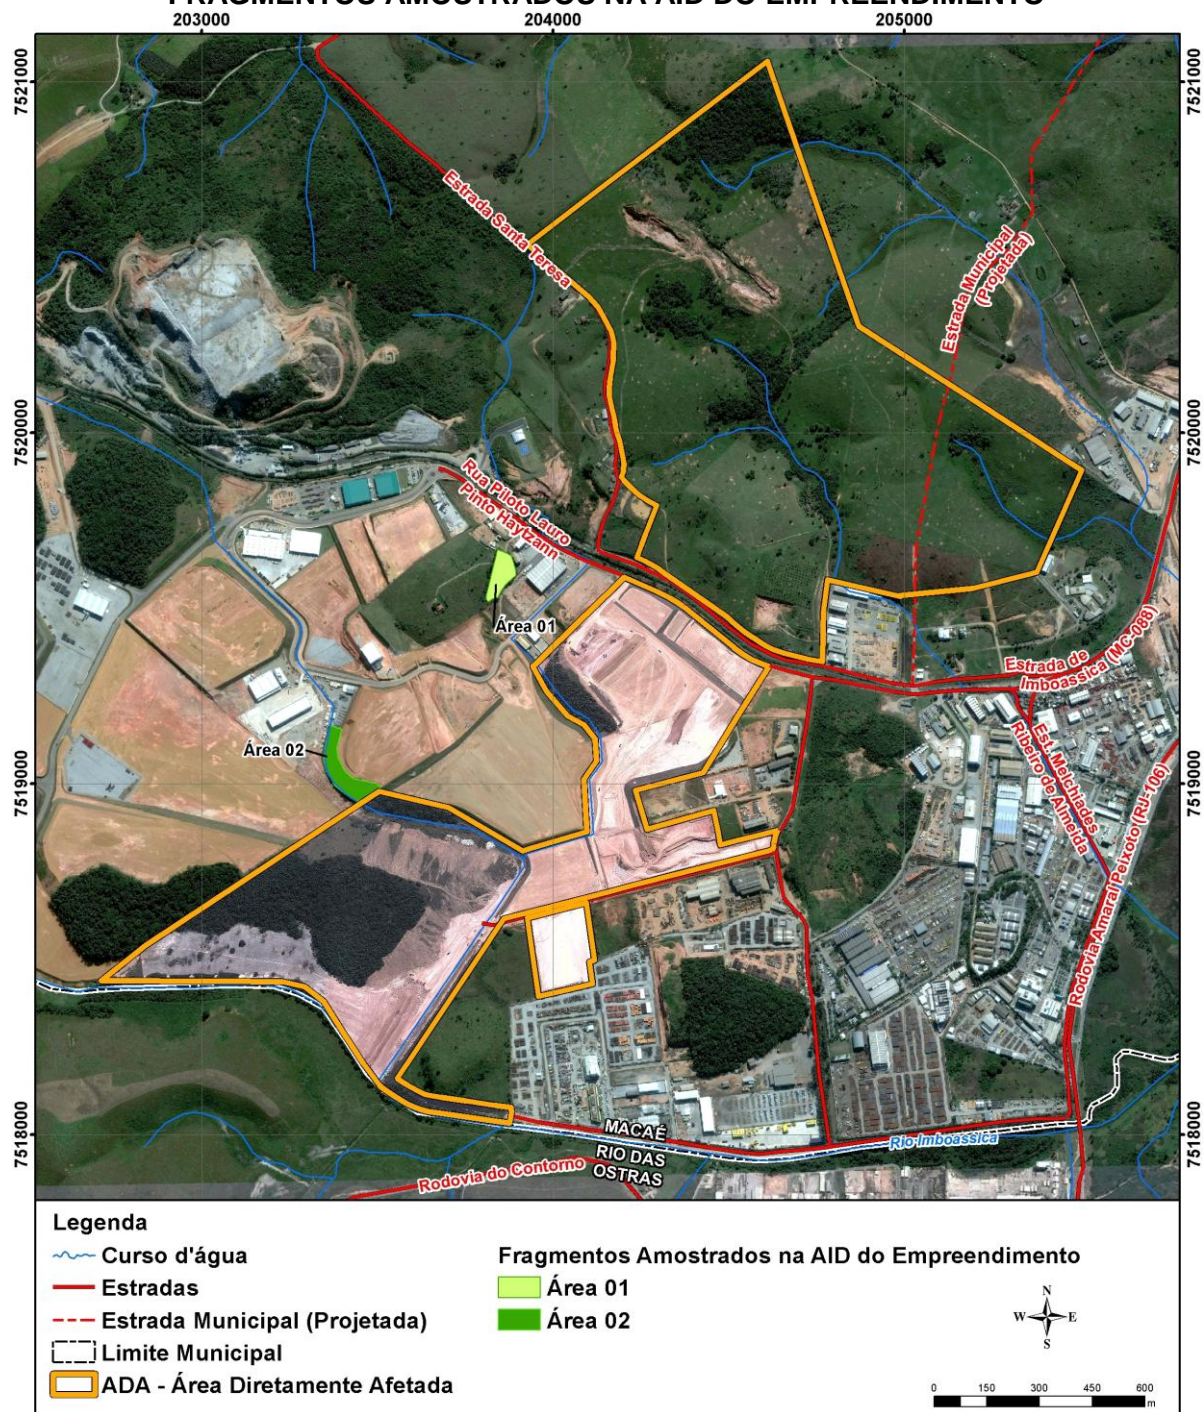 FRAGMENTOS AMOSTRADOS NA AID DO EMPREENDIMENTO
203000
204000
205000
7521000
7521000
Estrada Santa Teresa
Estrada Municipal
(Projetada)
7520000
7520000
Rua Piloto Lauro
Pinto Haytzann
Área 01
Estrada de
Imboassica (MC-088)
Área 02
Est. Melchiades
Ribeiro de Almeida
7519000
7519000
Rodovia Amaral Peixoto (RJ-106)
7518000
7518000
MACAÉ
Rio Imboassica
RIO DAS
OSTRAS
Rodovia do Contorno
Legenda
Curso d'água
Estradas
Estrada Municipal (Projetada)
Limite Municipal
ADA - Área Diretamente Afetada
Fragmentos Amostrados na AID do Empreendimento
Área 01
Área 02
N
W E
S
0 150 300 450 600
m